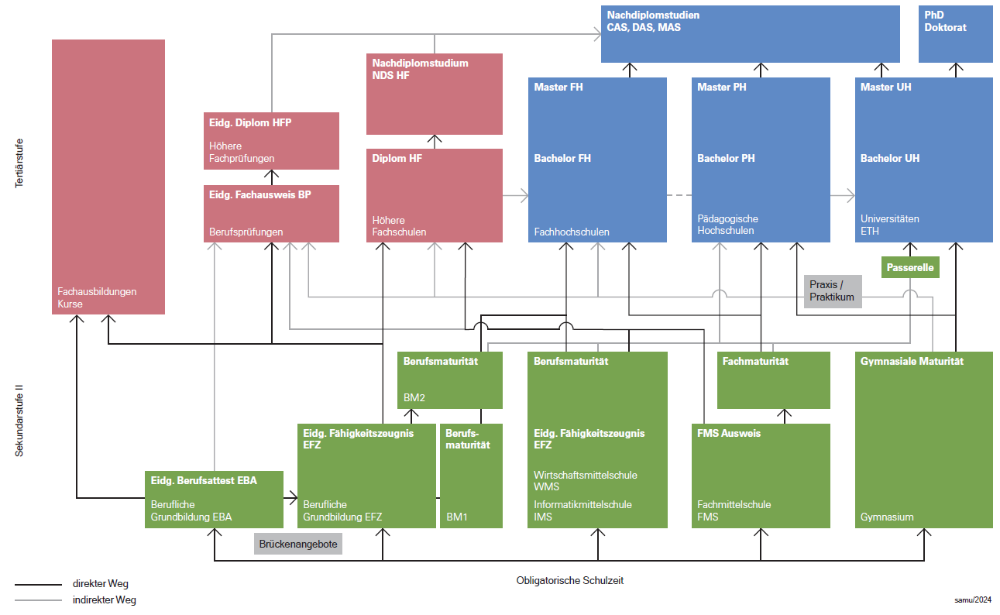 Nachdiplomstudien
CAS, DAS, MAS
PhD
Doktorat
Nachdiplomstudium
NDS HF
Master FH
Master PH
Master UH
Eidg. Diplom HFP
Höhere
Fachprüfungen
Diplom HF
Bachelor FH
Bachelor PH
Bachelor UH
Tertiärstufe
Eidg. Fachausweis BP
Berufsprüfungen
Höhere
Fachschulen
Fachhochschulen
Pädagogische
Hochschulen
Universitäten
ETH
Passerelle
Fachausbildungen
Kurse
Praxis /
Praktikum
Berufsmaturität
BM2
Berufsmaturität
Fachmaturität
Gymnasiale Maturität
Sekundarstufe II
Eidg. Fähigkeitszeugnis
EFZ
Berufs-
maturität
Eidg. Fähigkeitszeugnis
EFZ
FMS Ausweis
Eidg. Berufsattest EBA
Wirtschaftsmittelschule
WMS
Berufliche
Grundbildung EBA
Berufliche
Grundbildung EFZ
BM1
Informatikmittelschule
IMS
Fachmittelschule
FMS
Gymnasium
Brückenangebote
Obligatorische Schulzeit
direkter Weg
indirekter Weg
samu/2024